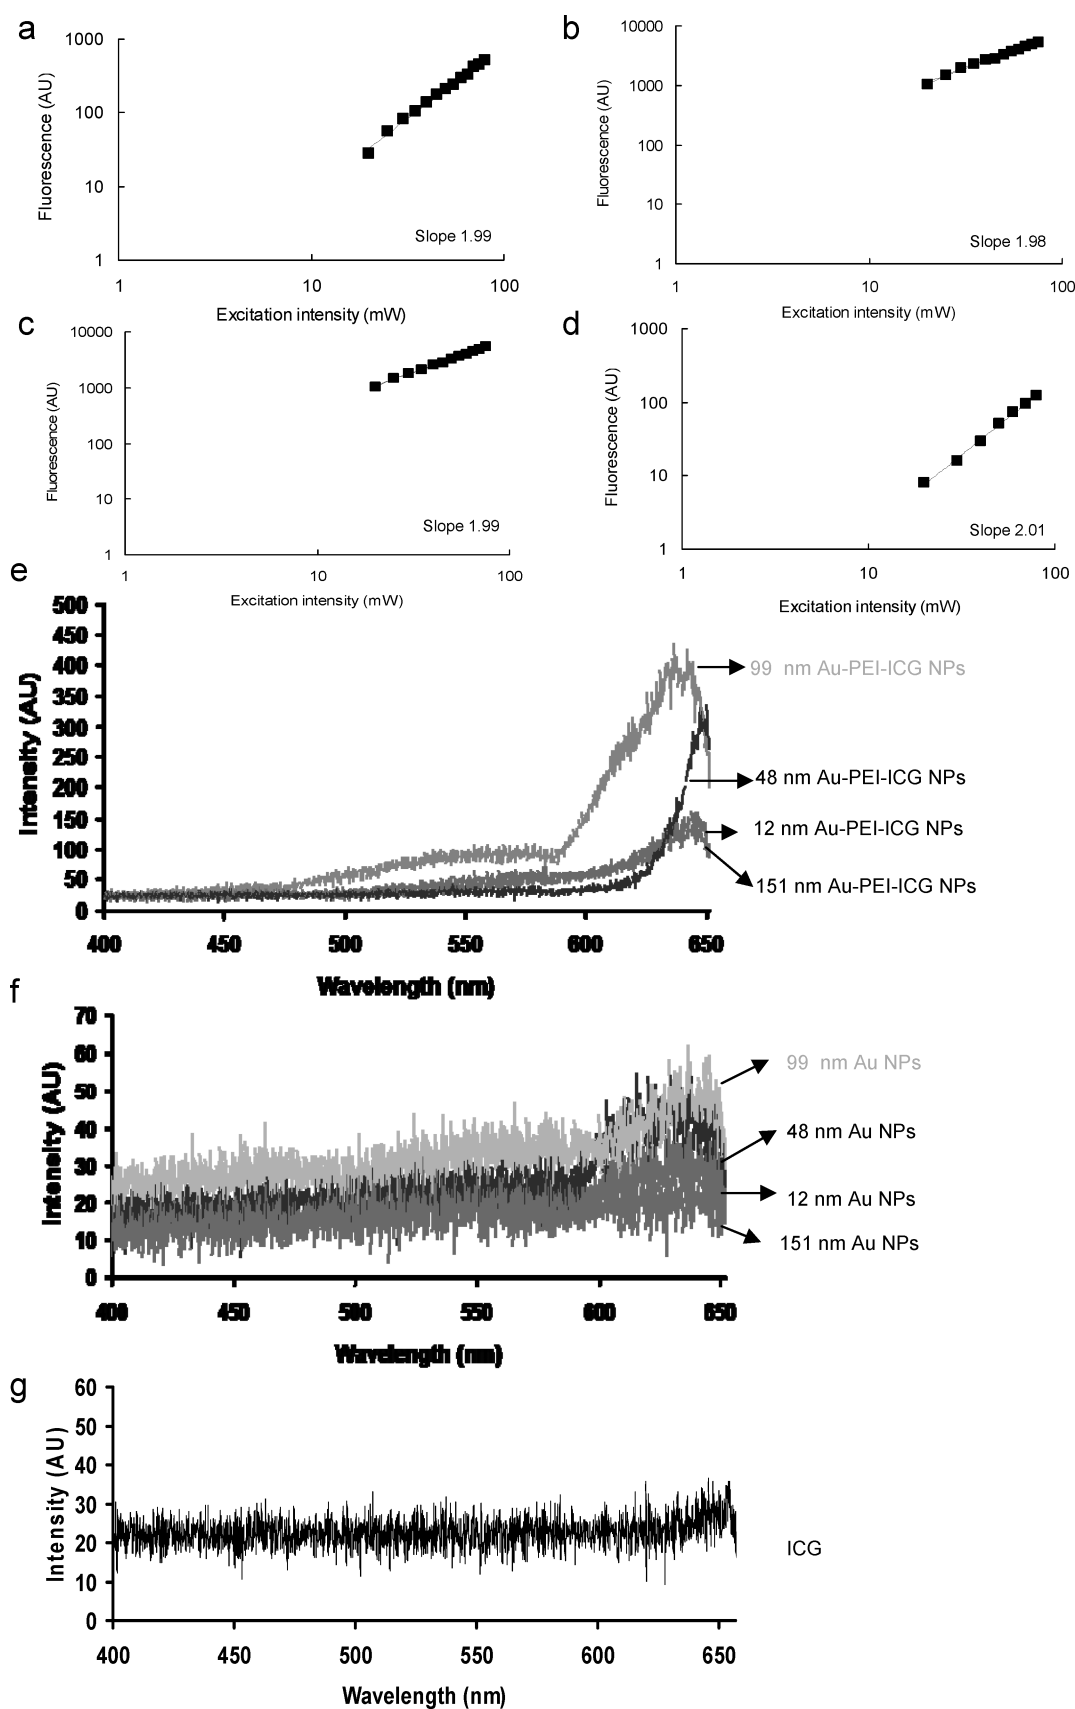 a
1000
100
10
1
Fluorescence (AU)
Slope 1.99
1 10 100
Excitation intensity (mW)
b
10000
1000
100
10
1
Fluorescence (AU)
Slope 1.98
1 10 100
Excitation intensity (mW)
c
10000
1000
100
10
1
Fluorescence (AU)
Slope 1.99
1 10 100
Excitation intensity (mW)
d
1000
100
10
1
Fluorescence (AU)
Slope 2.01
1 10 100
Excitation intensity (mW)
e
500
450
400
350
300
250
200
150
100
50
0
Intensity (AU)
99 nm Au-PEI-ICG NPs
48 nm Au-PEI-ICG NPs
12 nm Au-PEI-ICG NPs
151 nm Au-PEI-ICG NPs
400 450 500 550 600 650
Wavelength (nm)
f
70
60
50
40
30
20
10
0
Intensity (AU)
99 nm Au NPs
48 nm Au NPs
12 nm Au NPs
151 nm Au NPs
400 450 500 550 600 650
Wavelength (nm)
g
60
50
40
30
20
10
0
Intensity (AU)
ICG
400 450 500 550 600 650
Wavelength (nm)